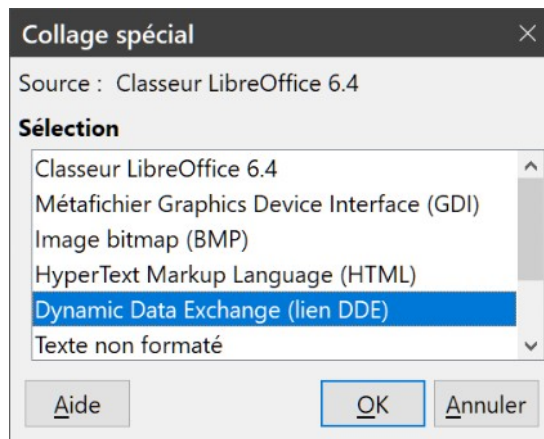 Collage spécial
Source : Classeur LibreOffice 6.4
Sélection
Classeur LibreOffice 6.4
Métafichier Graphics Device Interface (GDI)
Image bitmap (BMP)
HyperText Markup Language (HTML)
Dynamic Data Exchange (lien DDE)
Texte non formaté
Aide OK Annuler